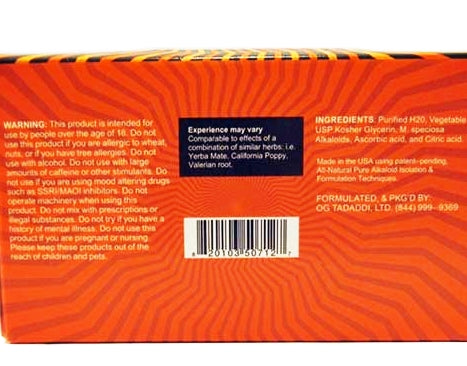 WARNING: This product is intended for
use by people over the age of 18. Do not
use this product if you are allergic to wheat,
nuts, or if you have tree allergies. Do not use
with alcohol. Do not use with large
amounts of caffeine or other stimulants. Do
not use if you are using mood altering drugs
such as SSRI/MAOI inhibitors. Do not
operate machinery when using this
product. Do not mix with prescriptions or
illegal substances. Do not try if you have a
history of mental illness. Do not use this
product if you are pregnant or nursing.
Please keep these products out of the
reach of children and pets.
Experience may vary
Comparable to effects of a
combination of similar herbs: i.e.
Yerba Mate, California Poppy,
Valerian root.
8 20103 50712 7
INGREDIENTS: Purified H20, Vegetable
USP Kosher Glycerin, M. speciosa
Alkaloids, Ascorbic acid, and Citric acid.
Made in the USA using patent-pending,
All-Natural Pure Alkaloid Isolation &
Formulation Techniques.
FORMULATED, & PKG'D BY:
OG TADADDI, LTD. (844) 999--9369